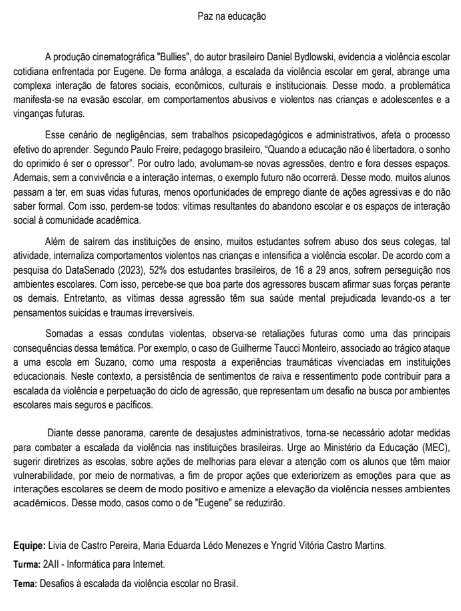 Paz na educação
A produção cinematográfica "Bullies", do autor brasileiro Daniel Bydlowski, evidencia a violência escolar
cotidiana enfrentada por Eugene. De forma análoga, a escalada da violência escolar em geral, abrange uma
complexa interação de fatores sociais, econômicos, culturais e institucionais. Desse modo, a problemática
manifesta-se na evasão escolar, em comportamentos abusivos e violentos nas crianças e adolescentes e a
vinganças futuras.
Esse cenário de negligências, sem trabalhos psicopedagógicos e administrativos, afeta o processo
efetivo do aprender. Segundo Paulo Freire, pedagogo brasileiro, “Quando a educação não é libertadora, o sonho
do oprimido é ser o opressor”. Por outro lado, avolumam-se novas agressões, dentro e fora desses espaços.
Ademais, sem a convivência e a interação internas, o exemplo futuro não ocorrerá. Desse modo, muitos alunos
passam a ter, em suas vidas futuras, menos oportunidades de emprego diante de ações agressivas e do não
saber formal. Com isso, perdem-se todos: vítimas resultantes do abandono escolar e os espaços de interação
social à comunidade acadêmica.
Além de saírem das instituições de ensino, muitos estudantes sofrem abuso dos seus colegas, tal
atividade, internaliza comportamentos violentos nas crianças e intensifica a violência escolar. De acordo com a
pesquisa do DataSenado (2023), 52% dos estudantes brasileiros, de 16 a 29 anos, sofrem perseguição nos
ambientes escolares. Com isso, percebe-se que boa parte dos agressores buscam afirmar suas forças perante
os demais. Entretanto, as vítimas dessa agressão têm sua saúde mental prejudicada levando-os a ter
pensamentos suicidas e traumas irreversíveis.
Somadas a essas condutas violentas, observa-se retaliações futuras como uma das principais
consequências dessa temática. Por exemplo, o caso de Guilherme Taucci Monteiro, associado ao trágico ataque
a uma escola em Suzano, como uma resposta a experiências traumáticas vivenciadas em instituições
educacionais. Neste contexto, a persistência de sentimentos de raiva e ressentimento pode contribuir para a
escalada da violência e perpetuação do ciclo de agressão, que representam um desafio na busca por ambientes
escolares mais seguros e pacíficos.
Diante desse panorama, carente de desajustes administrativos, torna-se necessário adotar medidas
para combater a escalada da violência nas instituições brasileiras. Urge ao Ministério da Educação (MEC),
sugerir diretrizes as escolas, sobre ações de melhorias para elevar a atenção com os alunos que têm maior
vulnerabilidade, por meio de normativas, a fim de propor ações que exteriorizem as emoções para que as
interações escolares se deem de modo positivo e amenize a elevação da violência nesses ambientes
acadêmicos. Desse modo, casos como o de "Eugene" se reduzirão.
Equipe: Livia de Castro Pereira, Maria Eduarda Lédo Menezes e Yngrid Vitória Castro Martins.
Turma: 2AII - Informática para Internet.
Tema: Desafios à escalada da violência escolar no Brasil.